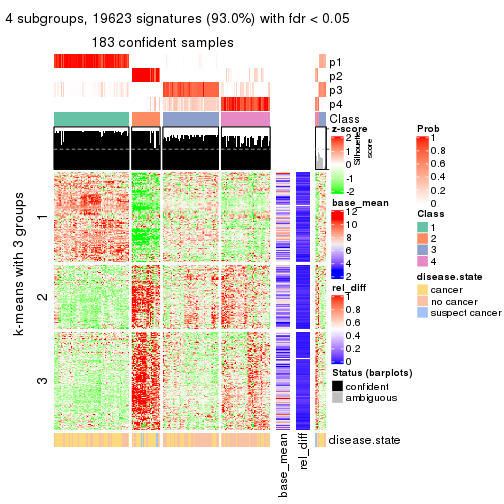 4 subgroups, 19623 signatures (93.0%) with fdr < 0.05
183 confident samples
p1
p2
p3
p4
Class
Silhouette score
k-means with 3 groups
1
2
3
disease.state
base_mean
rel_diff
z-score
2
1
0
-1
-2
base_mean
12
10
8
6
4
2
rel_diff
1
0.8
0.6
0.4
0.2
0
Status (barplots)
confident
ambiguous
Prob
1
0.8
0.6
0.4
0.2
0
Class
1
2
3
4
disease.state
cancer
no cancer
suspect cancer